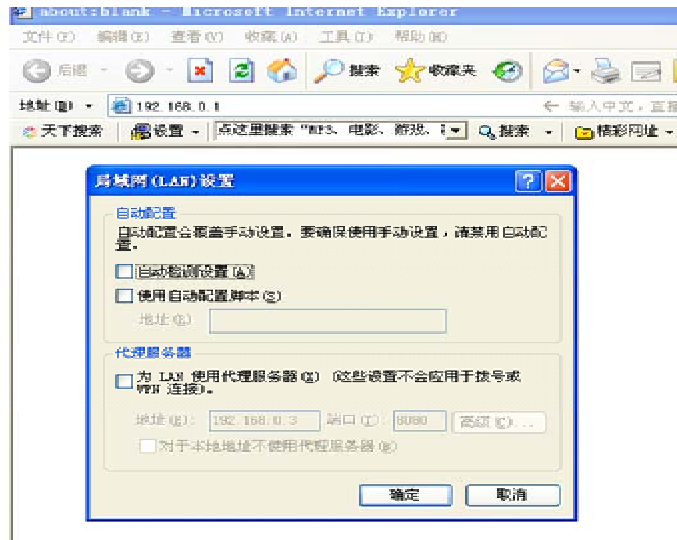 about:blank - Microsoft Internet Explorer
文件(F) 编辑(E) 查看(V) 收藏(A) 工具(T) 帮助(H)
后退 搜索 收藏夹
地址(D) 192.168.0.1 输入中文，直
天下搜索 设置 点这里搜索 "MP3、电影、游戏、 搜索 精彩网址
局域网(LAN)设置
自动配置
自动配置会覆盖手动设置。要确保使用手动设置，请禁用自动配
置。
自动检测设置(A)
使用自动配置脚本(S)
地址(R)
代理服务器
为 LAN 使用代理服务器(X) (这些设置不会应用于拨号或
VPN 连接)。
地址(E): 192.168.0.3 端口(T): 8080 高级(C)...
对于本地地址不使用代理服务器(B)
确定 取消